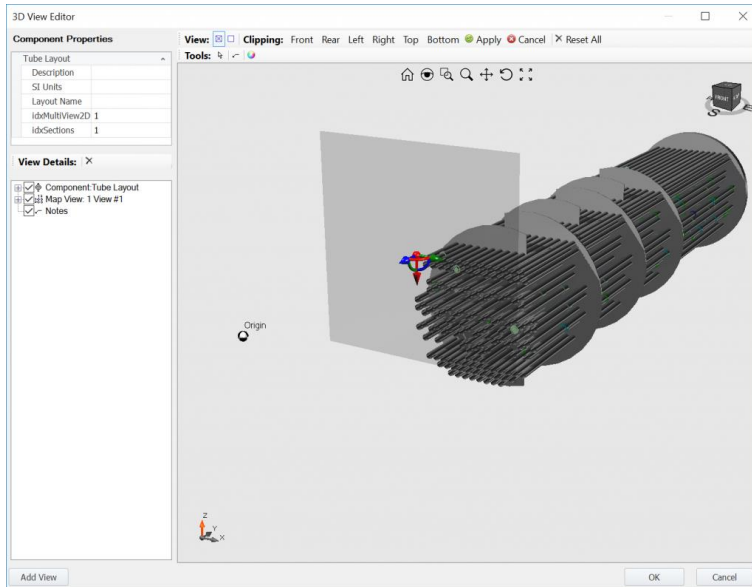 3D View Editor
Component Properties
View: Clipping: Front Rear Left Right Top Bottom Apply Cancel Reset All
Tools:
Tube Layout
Description
SI Units
Layout Name
idxMultiView2D 1
idxSections 1
View Details:
Component:Tube Layout
Map View: 1 View #1
Notes
FRONT
S
Origin
Z
Y
X
Add View
OK
Cancel